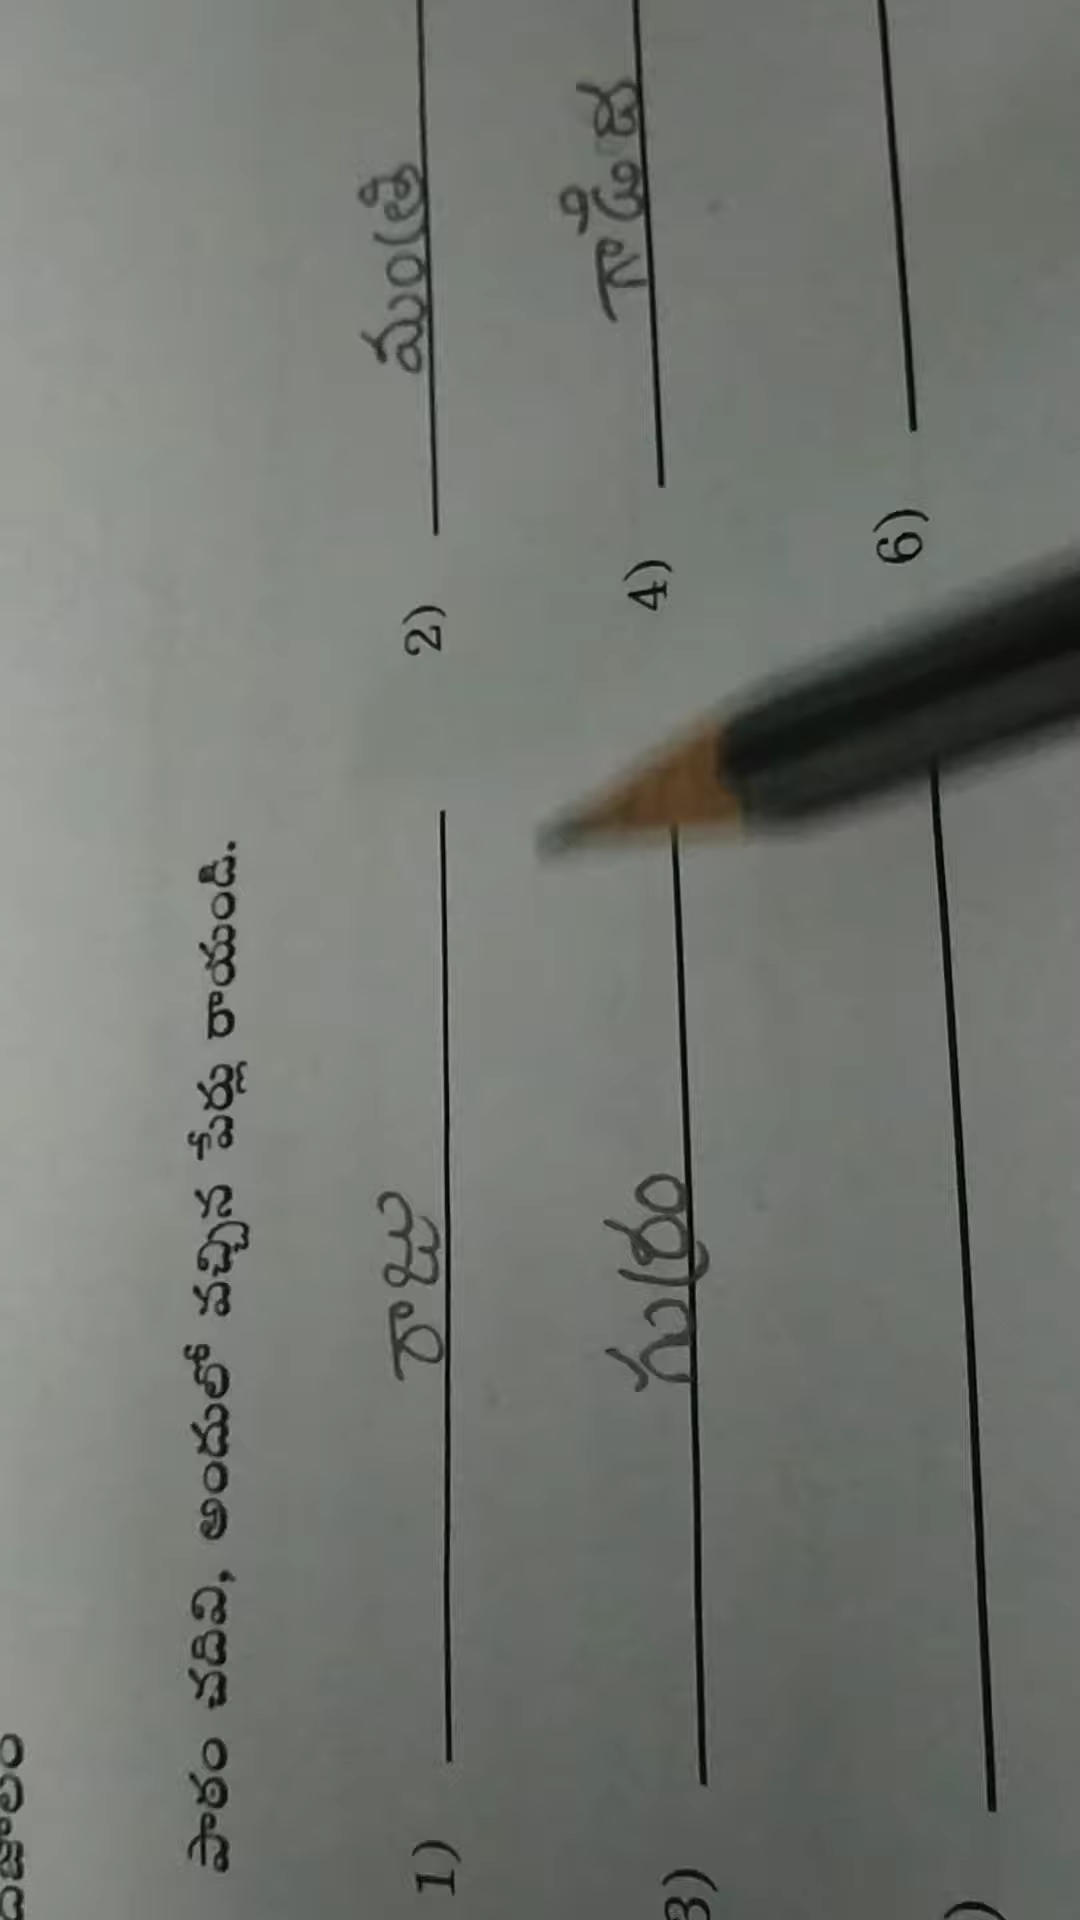 పాఠం చదివి, అందులో వచ్చిన పేర్లు రాయండి.
1) రాజు 2) మంత్రి
3) గుర్రం 4) గాడిద
6)